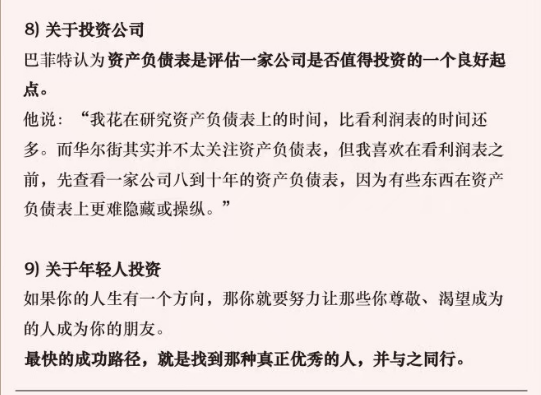 8) 关于投资公司
巴菲特认为资产负债表是评估一家公司是否值得投资的一个良好起
点。
他说：“我花在研究资产负债表上的时间，比看利润表的时间还
多。而华尔街其实并不太关注资产负债表，但我喜欢在看利润表之
前，先查看一家公司八到十年的资产负债表，因为有些东西在资产
负债表上更难隐藏或操纵。”
9) 关于年轻人投资
如果你的人生有一个方向，那你就要努力让那些你尊敬、渴望成为
的人成为你的朋友。
最快的成功路径，就是找到那种真正优秀的人，并与之同行。